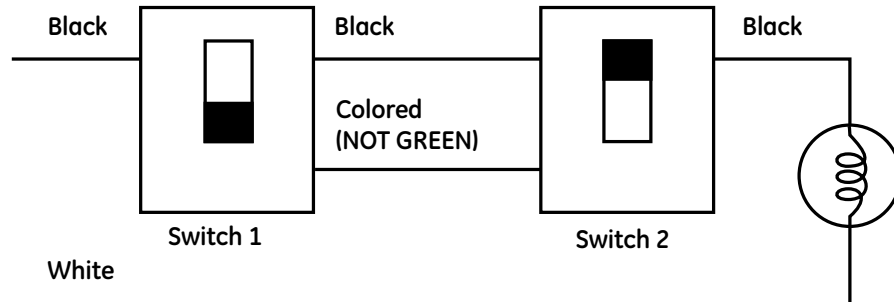 Black
Black
Black
Colored
(NOT GREEN)
Switch 1
Switch 2
White